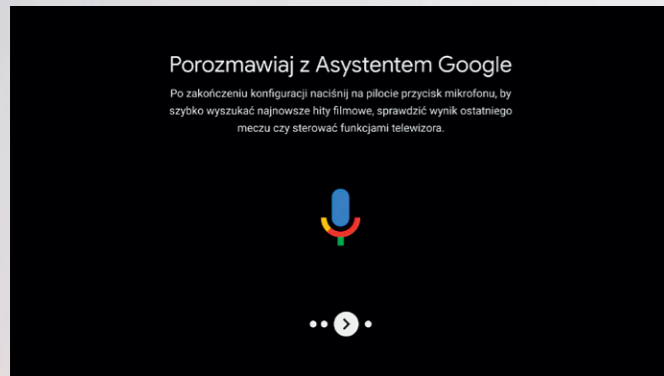 Porozmawiaj z Asystentem Google
Po zakończeniu konfiguracji naciśnij na pilocie przycisk mikrofonu, by
szybko wyszukać najnowsze hity filmowe, sprawdzić wynik ostatniego
meczu czy sterować funkcjami telewizora.